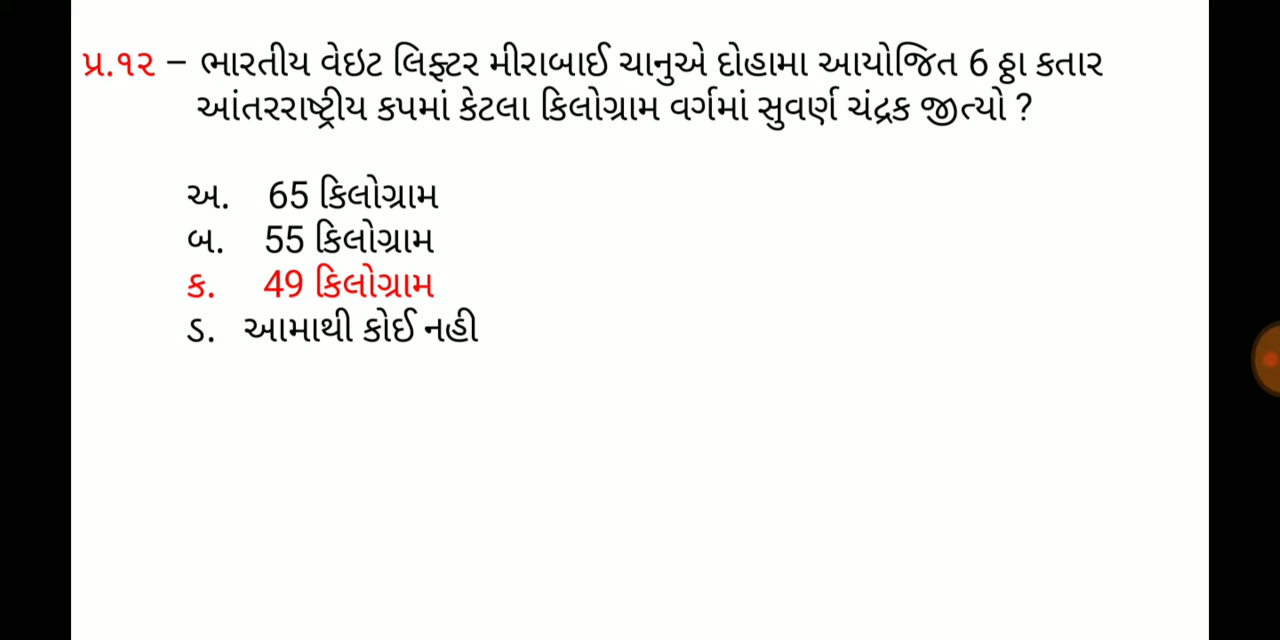 પ્ર.૧૨ – ભારતીય વેઇટ લિફ્ટર મીરાબાઈ ચાનુએ દોહામા આયોજિત 6 ઠ્ઠા કતાર
આંતરરાષ્ટ્રીય કપમાં કેટલા કિલોગ્રામ વર્ગમાં સુવર્ણ ચંદ્રક જીત્યો ?
અ. 65 કિલોગ્રામ
બ. 55 કિલોગ્રામ
ક. 49 કિલોગ્રામ
ડ. આમાથી કોઈ નહી